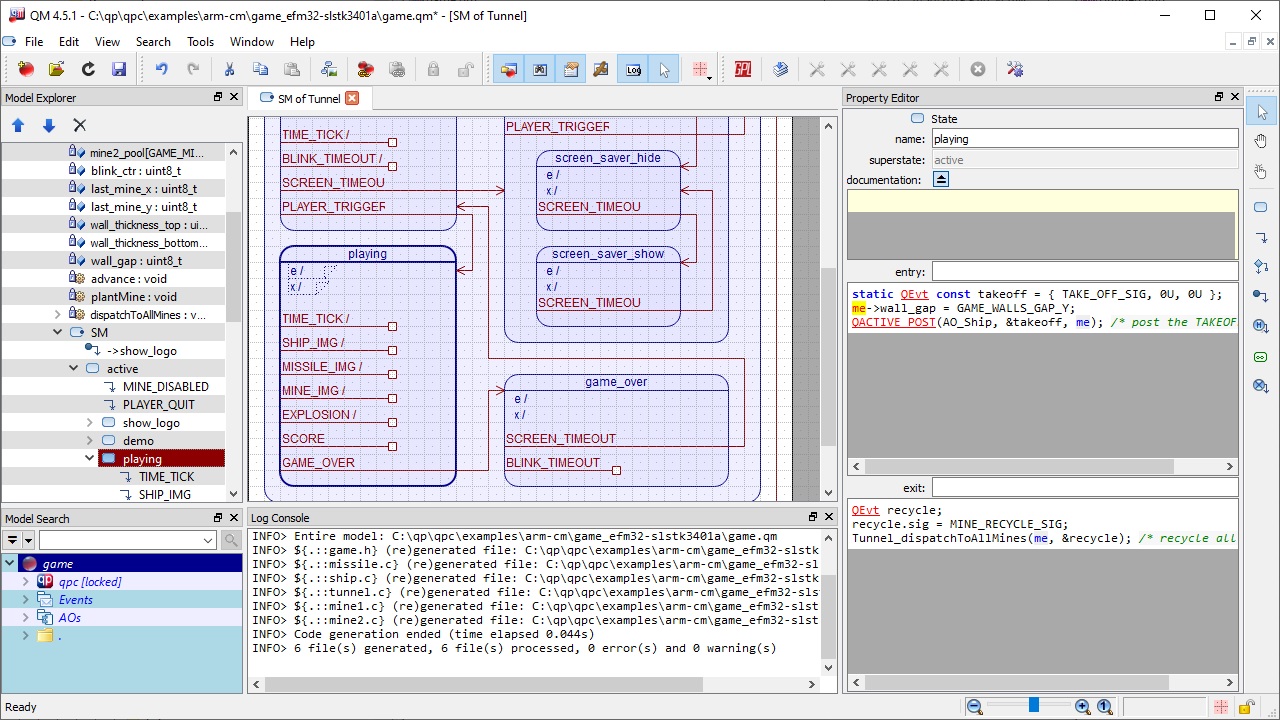 QM 4.5.1 - C:\qp\qpc\examples\arm-cm\game_efm32-slstk3401a\game.qm* - [SM of Tunnel]
File Edit View Search Tools Window Help
Log
GPL
Model Explorer
mine2_pool[GAME_MI...
blink_ctr : uint8_t
last_mine_x : uint8_t
last_mine_y : uint8_t
wall_thickness_top : ui...
wall_thickness_bottom...
wall_gap : uint8_t
advance : void
plantMine : void
dispatchToAllMines : v...
SM
->show_logo
active
MINE_DISABLED
PLAYER_QUIT
show_logo
demo
playing
TIME_TICK
SHIP_IMG
Model Search
game
qpc [locked]
Events
AOs
.
SM of Tunnel
TIME_TICK /
BLINK_TIMEOUT /
SCREEN_TIMEOU
PLAYER_TRIGGEF
playing
e /
x /
TIME_TICK /
SHIP_IMG /
MISSILE_IMG /
MINE_IMG /
EXPLOSION /
SCORE
GAME_OVER
PLAYER_TRIGGEF
screen_saver_hide
e /
x /
SCREEN_TIMEOU
screen_saver_show
e /
x /
SCREEN_TIMEOU
game_over
e /
x /
SCREEN_TIMEOUT
BLINK_TIMEOUT
Log Console
INFO> Entire model: C:\qp\qpc\examples\arm-cm\game_efm32-slstk3401a\game.qm
INFO> ${.::game.h} (re)generated file: C:\qp\qpc\examples\arm-cm\game_efm32-slstk
INFO> ${.::missile.c} (re)generated file: C:\qp\qpc\examples\arm-cm\game_efm32-sl
INFO> ${.::ship.c} (re)generated file: C:\qp\qpc\examples\arm-cm\game_efm32-slstk
INFO> ${.::tunnel.c} (re)generated file: C:\qp\qpc\examples\arm-cm\game_efm32-sls
INFO> ${.::mine1.c} (re)generated file: C:\qp\qpc\examples\arm-cm\game_efm32-slst
INFO> ${.::mine2.c} (re)generated file: C:\qp\qpc\examples\arm-cm\game_efm32-slst
INFO> Code generation ended (time elapsed 0.044s)
INFO> 6 file(s) generated, 6 file(s) processed, 0 error(s) and 0 warning(s)
Property Editor
State
name: playing
superstate: active
documentation:
entry:
static QEvt const takeoff = { TAKE_OFF_SIG, 0U, 0U };
me->wall_gap = GAME_WALLS_GAP_Y;
QACTIVE_POST(AO_Ship, &takeoff, me); /* post the TAKEOF
exit:
QEvt recycle;
recycle.sig = MINE_RECYCLE_SIG;
Tunnel_dispatchToAllMines(me, &recycle); /* recycle all
Ready